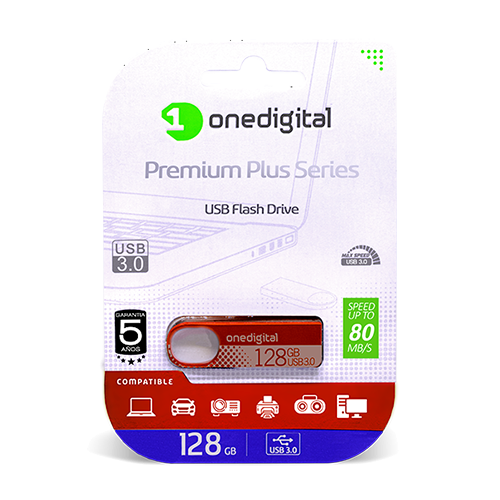 1 onedigital
Premium Plus Series
USB Flash Drive
USB
3.0
MAX SPEED
USB 3.0
GARANTIA
5
AÑOS
SPEED
UP TO
80
MB/S
onedigital
128 GB
USB 3.0
COMPATIBLE
128 GB
USB 3.0